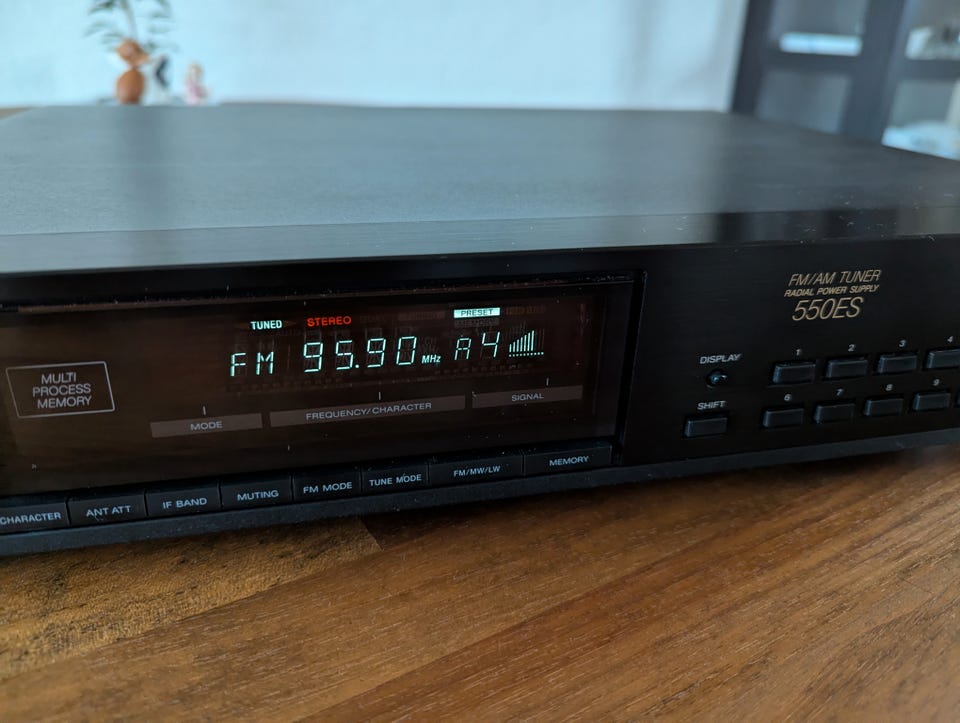 FM/AM TUNER
RADIAL POWER SUPPLY
550ES
TUNED STEREO PRESET
FM 95.90 MHz A4
MULTI
PROCESS
MEMORY
MODE
FREQUENCY/CHARACTER
SIGNAL
DISPLAY
1 2 3 4
SHIFT
6 7 8 9
CHARACTER
ANT ATT
IF BAND
MUTING
FM MODE
TUNE MODE
FM/MW/LW
MEMORY